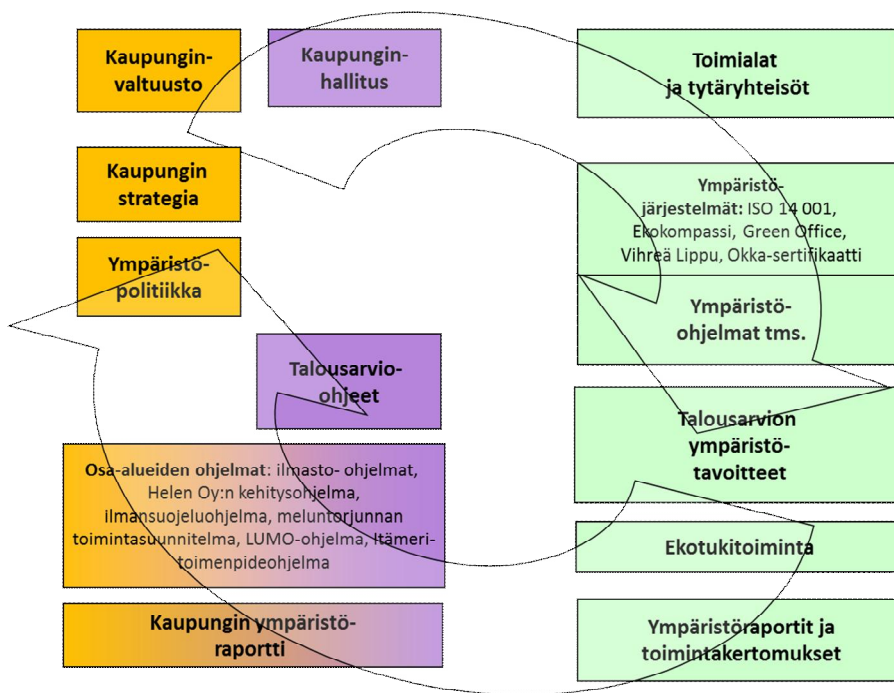 Kaupungin-
valtuusto
Kaupungin-
hallitus
Toimialat
ja tytäryhteisöt
Kaupungin
strategia
Ympäristö-
järjestelmät: ISO 14 001,
Ekokompassi, Green Office,
Vihreä Lippu, Okka-sertifikaatti
Ympäristö-
politiikka
Ympäristö-
ohjelmat tms.
Talousarvio-
ohjeet
Talousarvion
ympäristö-
tavoitteet
Osa-alueiden ohjelmat: ilmasto- ohjelmat,
Helen Oy:n kehitysohjelma,
ilmansuojeluohjelma, meluntorjunnan
toimintasuunnitelma, LUMO-ohjelma, Itämeri-
toimenpideohjelma
Ekotukitoiminta
Kaupungin ympäristö-
raportti
Ympäristöraportit ja
toimintakertomukset